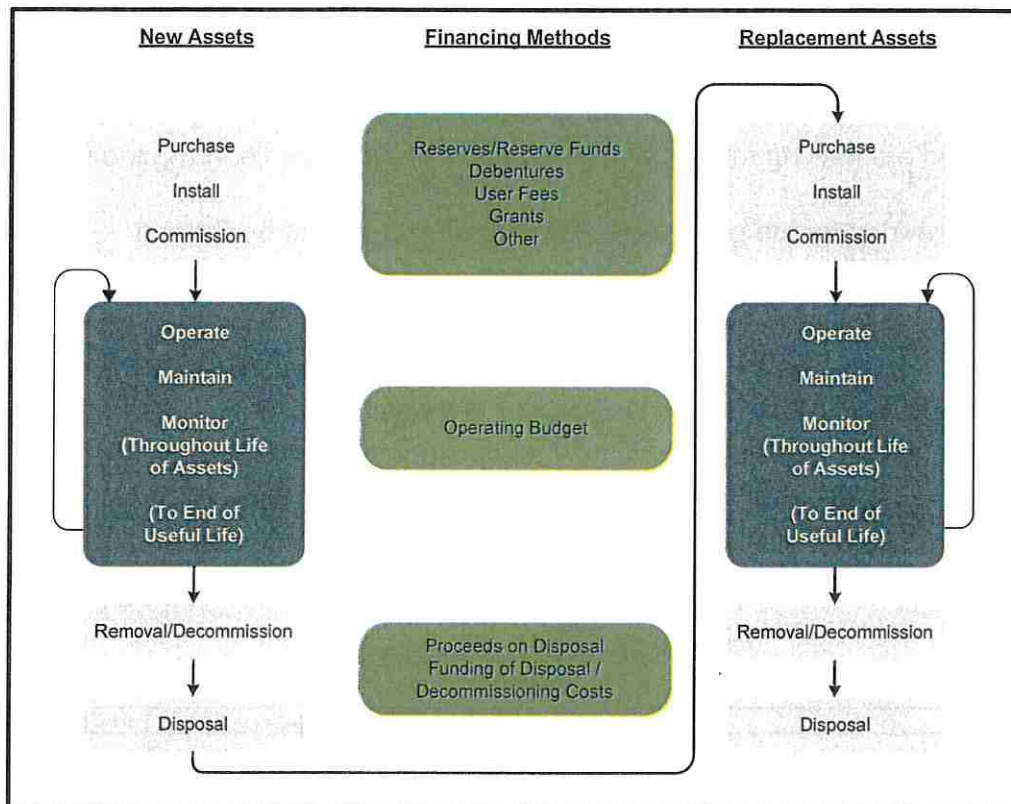 New Assets
Purchase
Install
Commission
Operate
Maintain
Monitor
(Throughout Life
of Assets)
(To End of
Useful Life)
Removal/Decommission
Disposal
Financing Methods
Reserves/Reserve Funds
Debentures
User Fees
Grants
Other
Operating Budget
Proceeds on Disposal
Funding of Disposal /
Decommissioning Costs
Replacement Assets
Purchase
Install
Commission
Operate
Maintain
Monitor
(Throughout Life
of Assets)
(To End of
Useful Life)
Removal/Decommission
Disposal